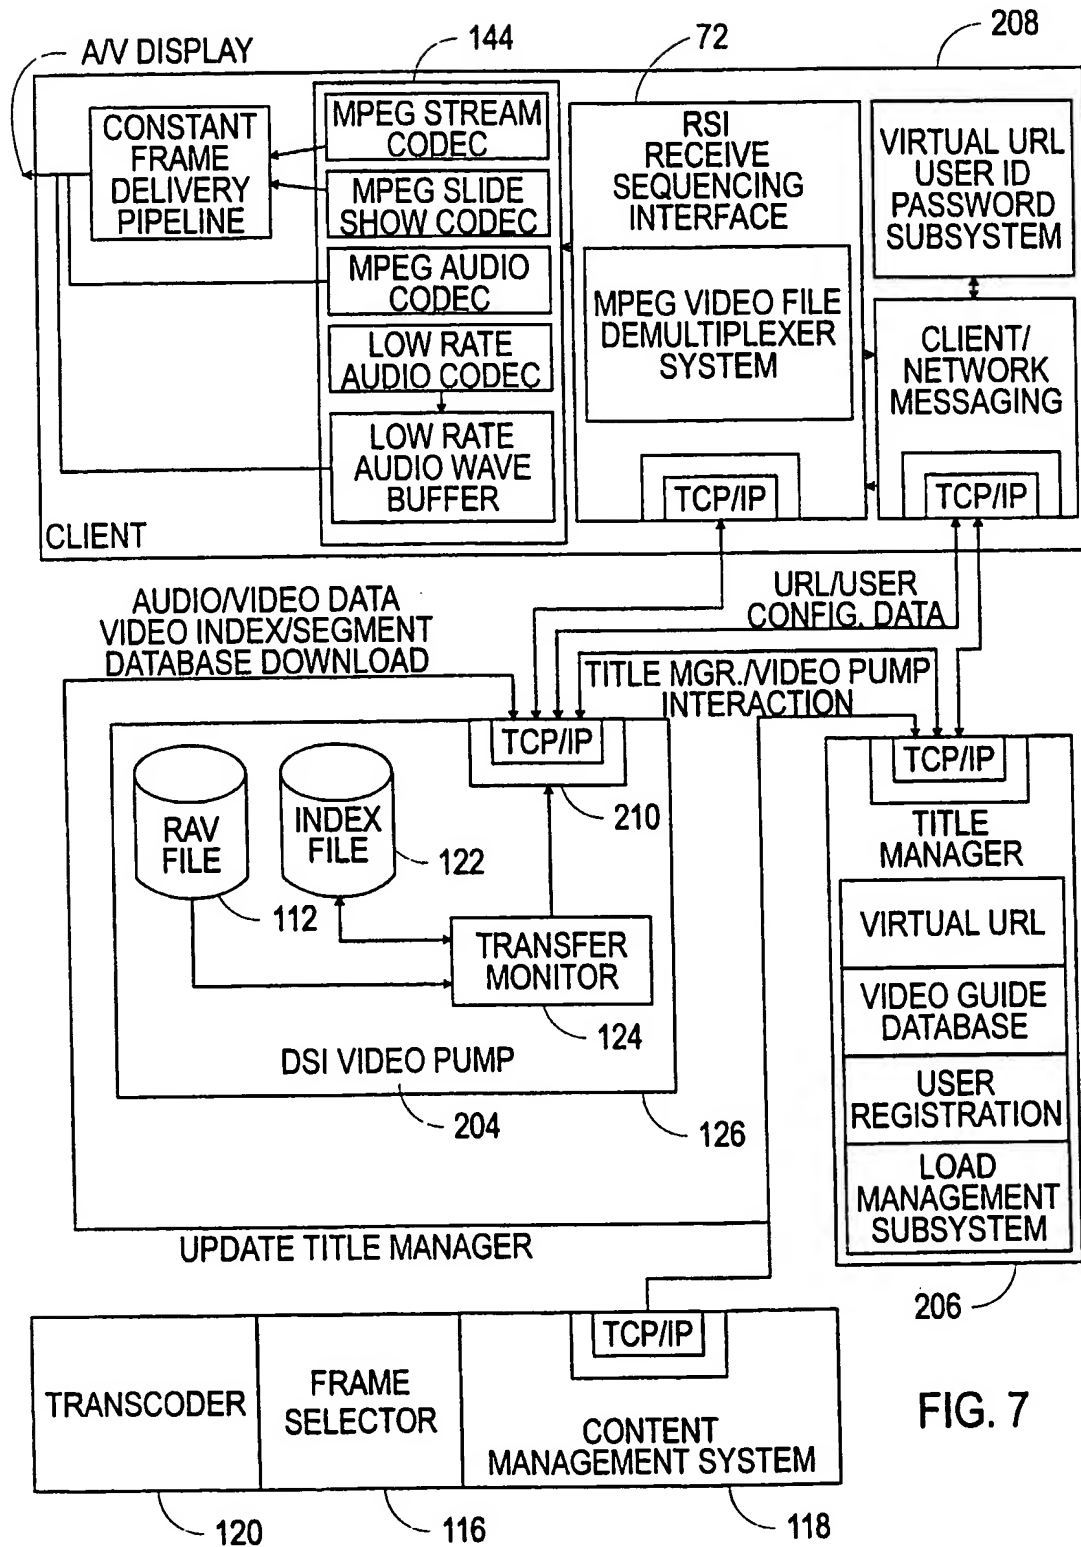 144
72
208
A/V DISPLAY
CONSTANT
FRAME
DELIVERY
PIPELINE
MPEG STREAM
CODEC
MPEG SLIDE
SHOW CODEC
MPEG AUDIO
CODEC
LOW RATE
AUDIO CODEC
LOW RATE
AUDIO WAVE
BUFFER
RSI
RECEIVE
SEQUENCING
INTERFACE
MPEG VIDEO FILE
DEMULTIPLEXER
SYSTEM
TCP/IP
VIRTUAL URL
USER ID
PASSWORD
SUBSYSTEM
CLIENT/
NETWORK
MESSAGING
TCP/IP
CLIENT
AUDIO/VIDEO DATA
VIDEO INDEX/SEGMENT
DATABASE DOWNLOAD
URL/USER
CONFIG. DATA
TITLE MGR./VIDEO PUMP
INTERACTION
TCP/IP
210
RAV
FILE
112
INDEX
FILE
122
TRANSFER
MONITOR
124
DSI VIDEO PUMP
204
126
TCP/IP
TITLE
MANAGER
VIRTUAL URL
VIDEO GUIDE
DATABASE
USER
REGISTRATION
LOAD
MANAGEMENT
SUBSYSTEM
206
UPDATE TITLE MANAGER
TRANSCODER
FRAME
SELECTOR
TCP/IP
CONTENT
MANAGEMENT SYSTEM
120
116
118
FIG. 7